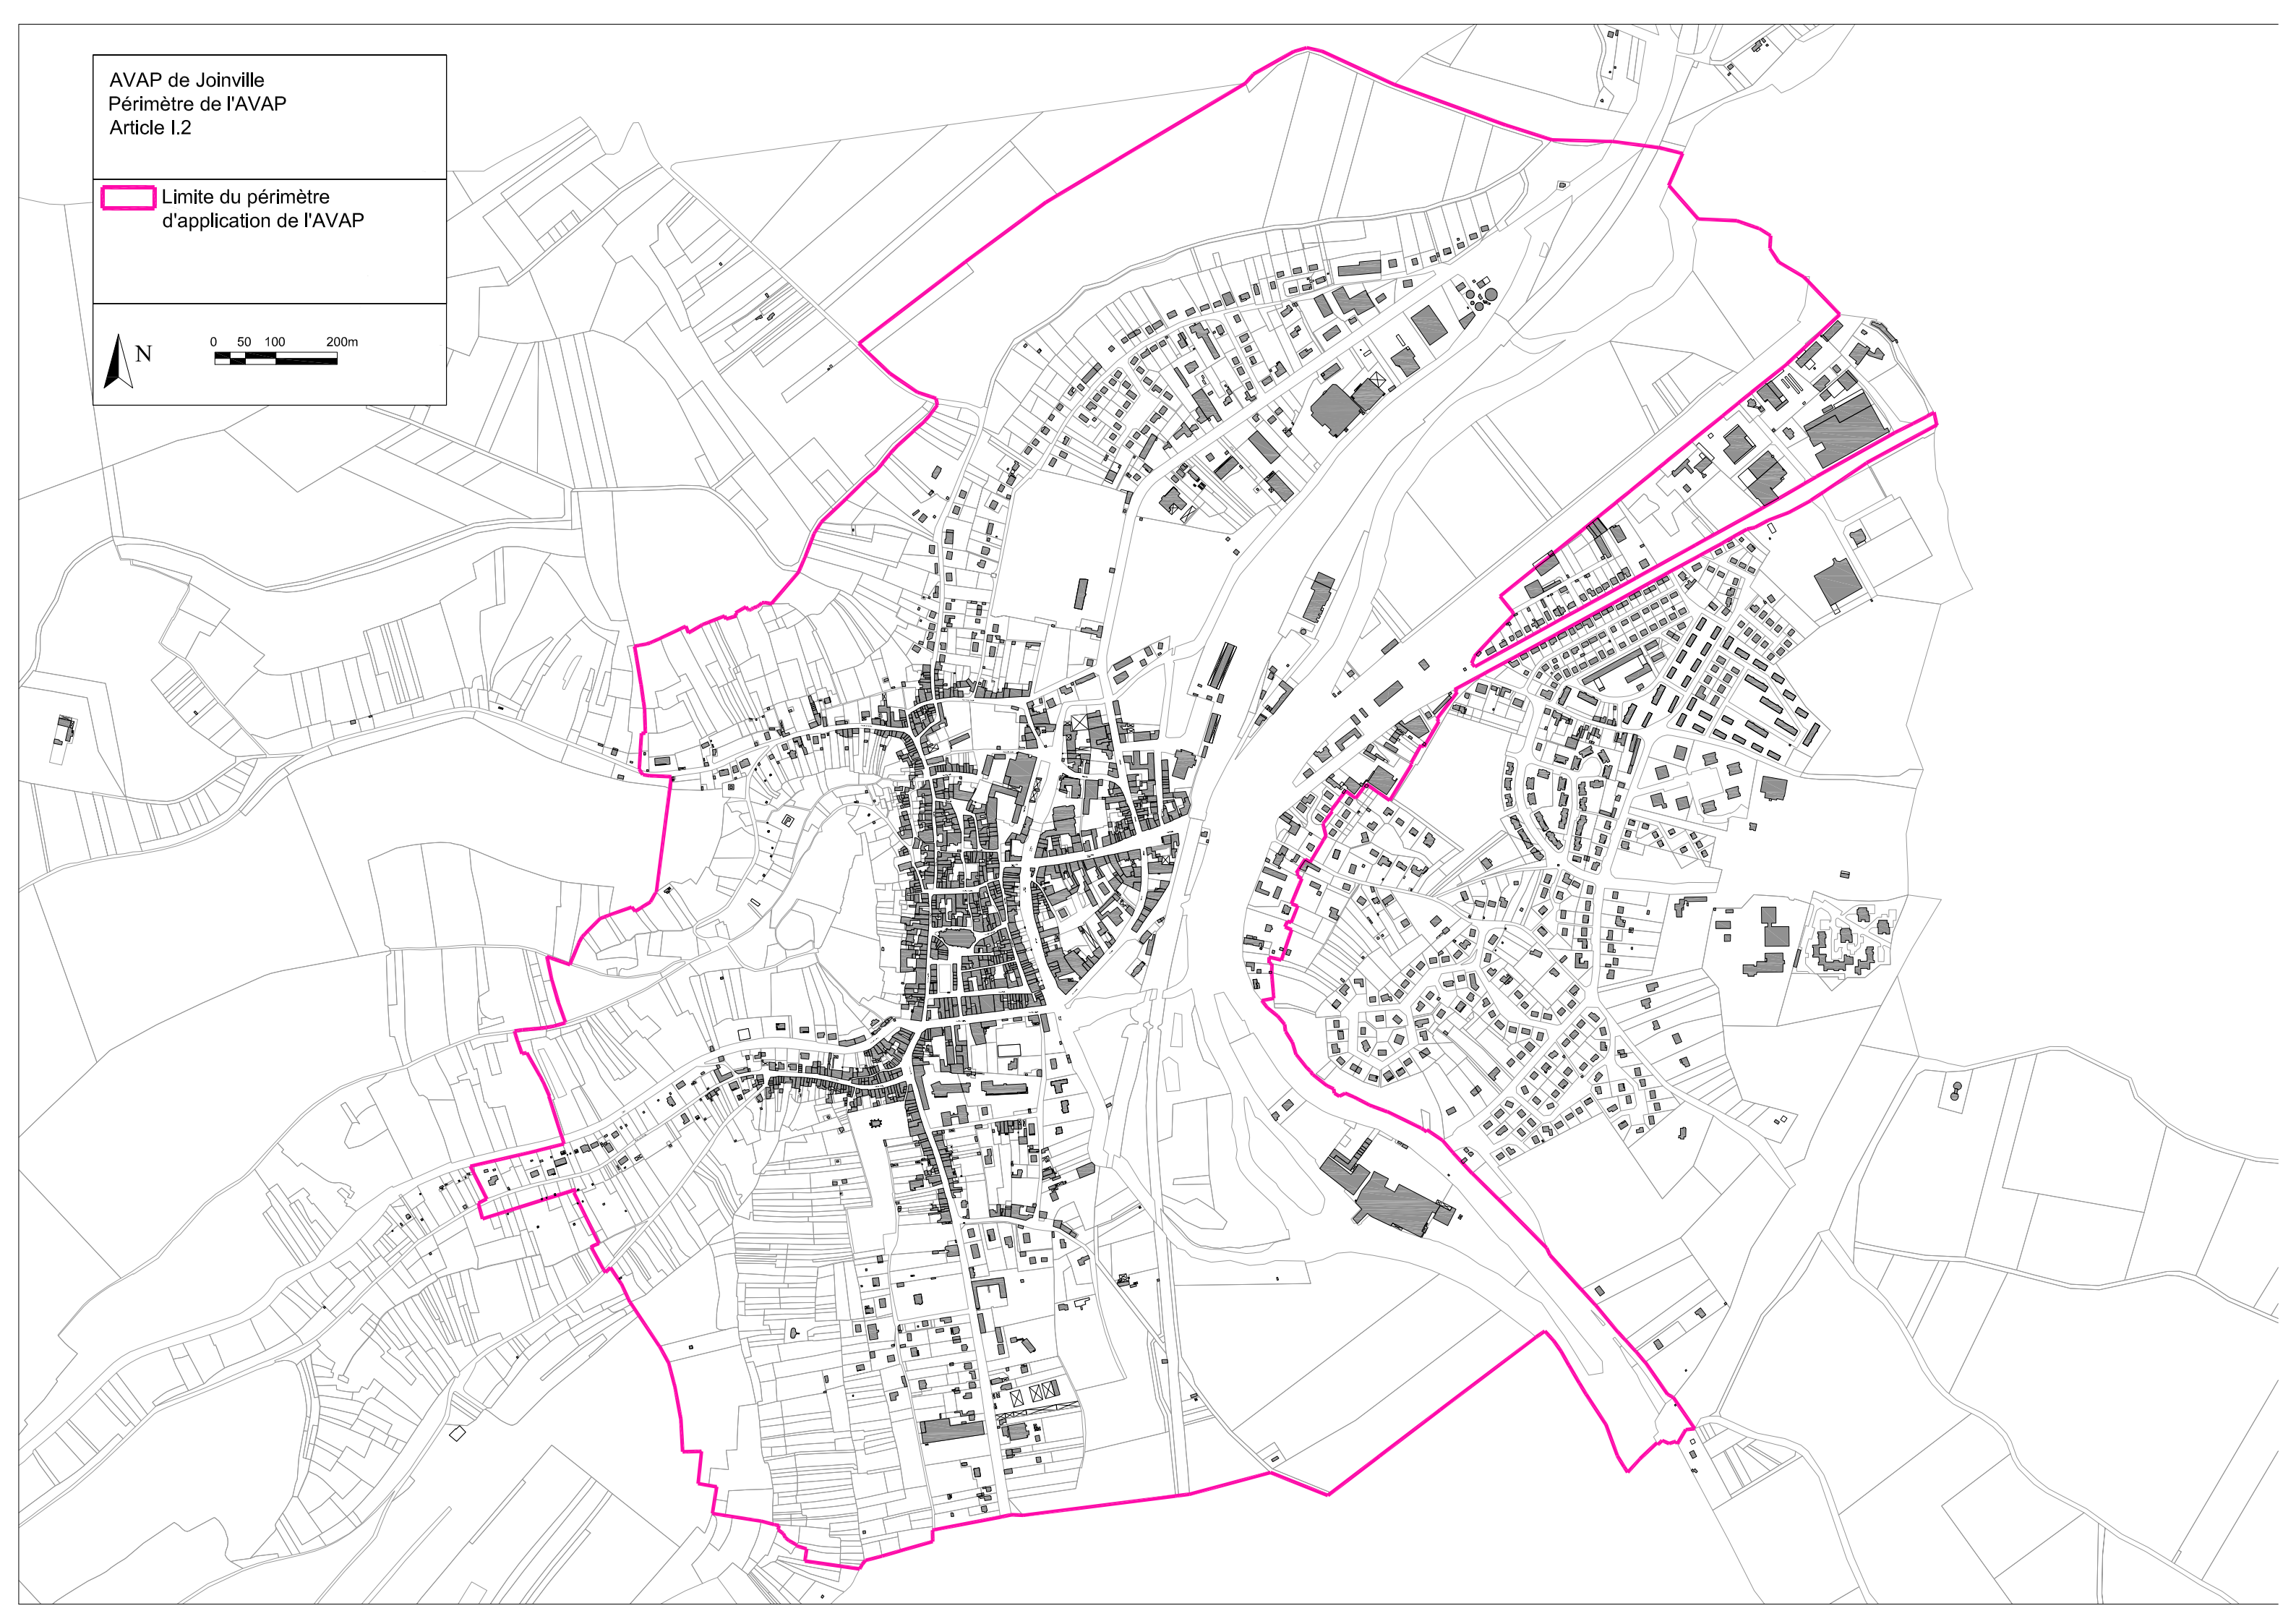 AVAP de Joinville
Périmètre de l'AVAP
Article I.2
Limite du périmètre
d'application de l'AVAP
N
0 50 100 200m